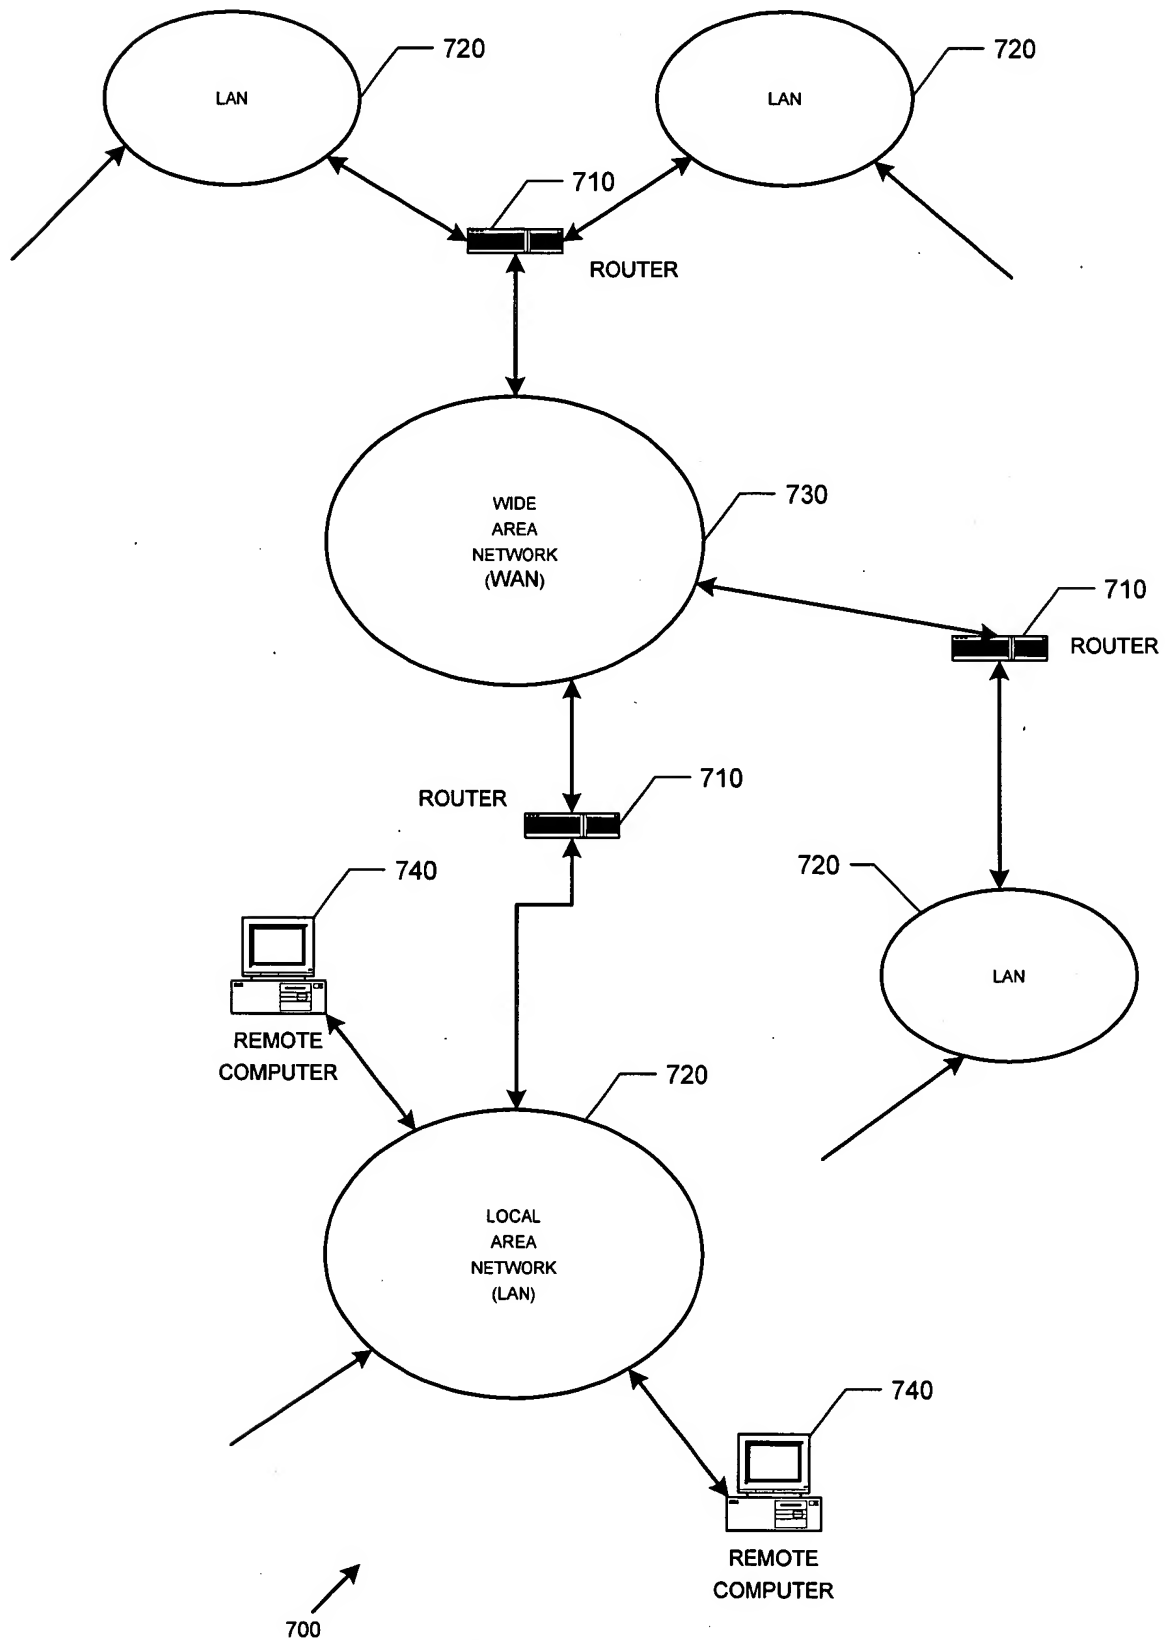 720
720
LAN
LAN
710
ROUTER
730
WIDE
AREA
NETWORK
(WAN)
710
ROUTER
710
ROUTER
740
720
LAN
REMOTE
COMPUTER
720
LOCAL
AREA
NETWORK
(LAN)
740
REMOTE
COMPUTER
700